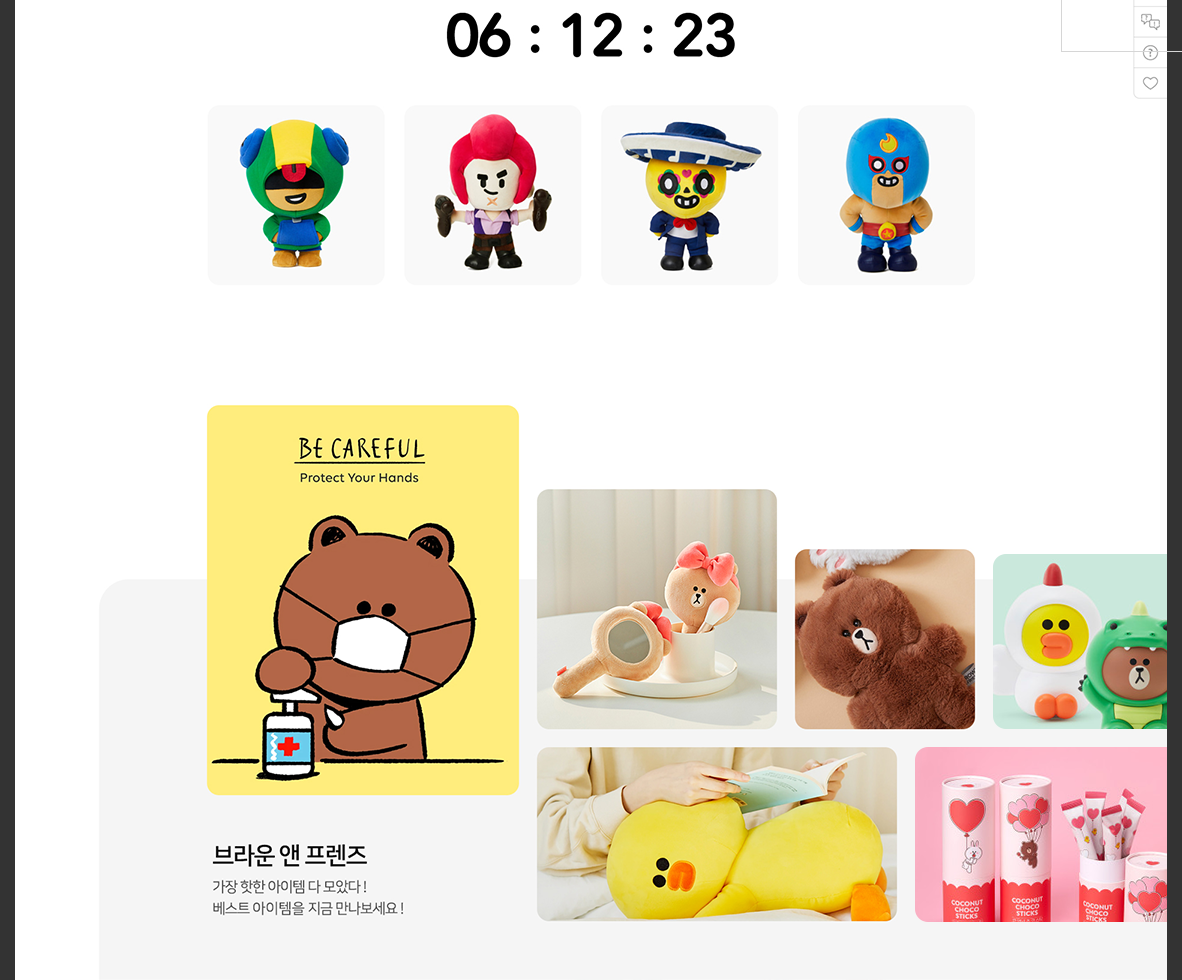 06 : 12 : 23
BE CAREFUL
Protect Your Hands
브라운 앤 프렌즈
가장 핫한 아이템 다 모았다 !
베스트 아이템을 지금 만나보세요 !
COCONUT
CHOCO
STICKS
COCONUT
CHOCO
STICKS
COCONUT
CHOCO
STICKS